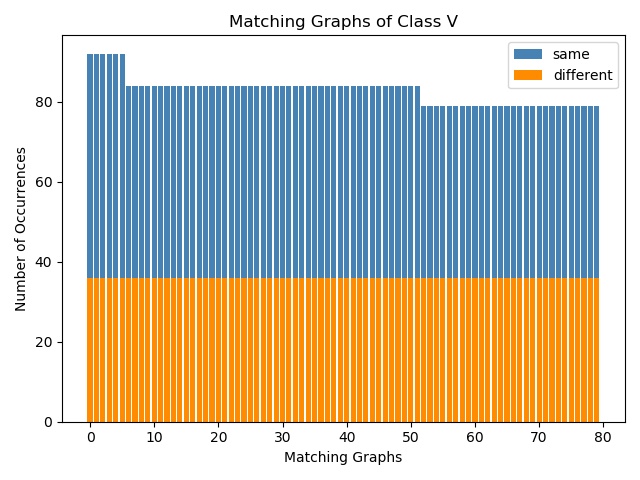 Matching Graphs of Class V
same
different
Number of Occurrences
80
60
40
20
0
0 10 20 30 40 50 60 70 80
Matching Graphs